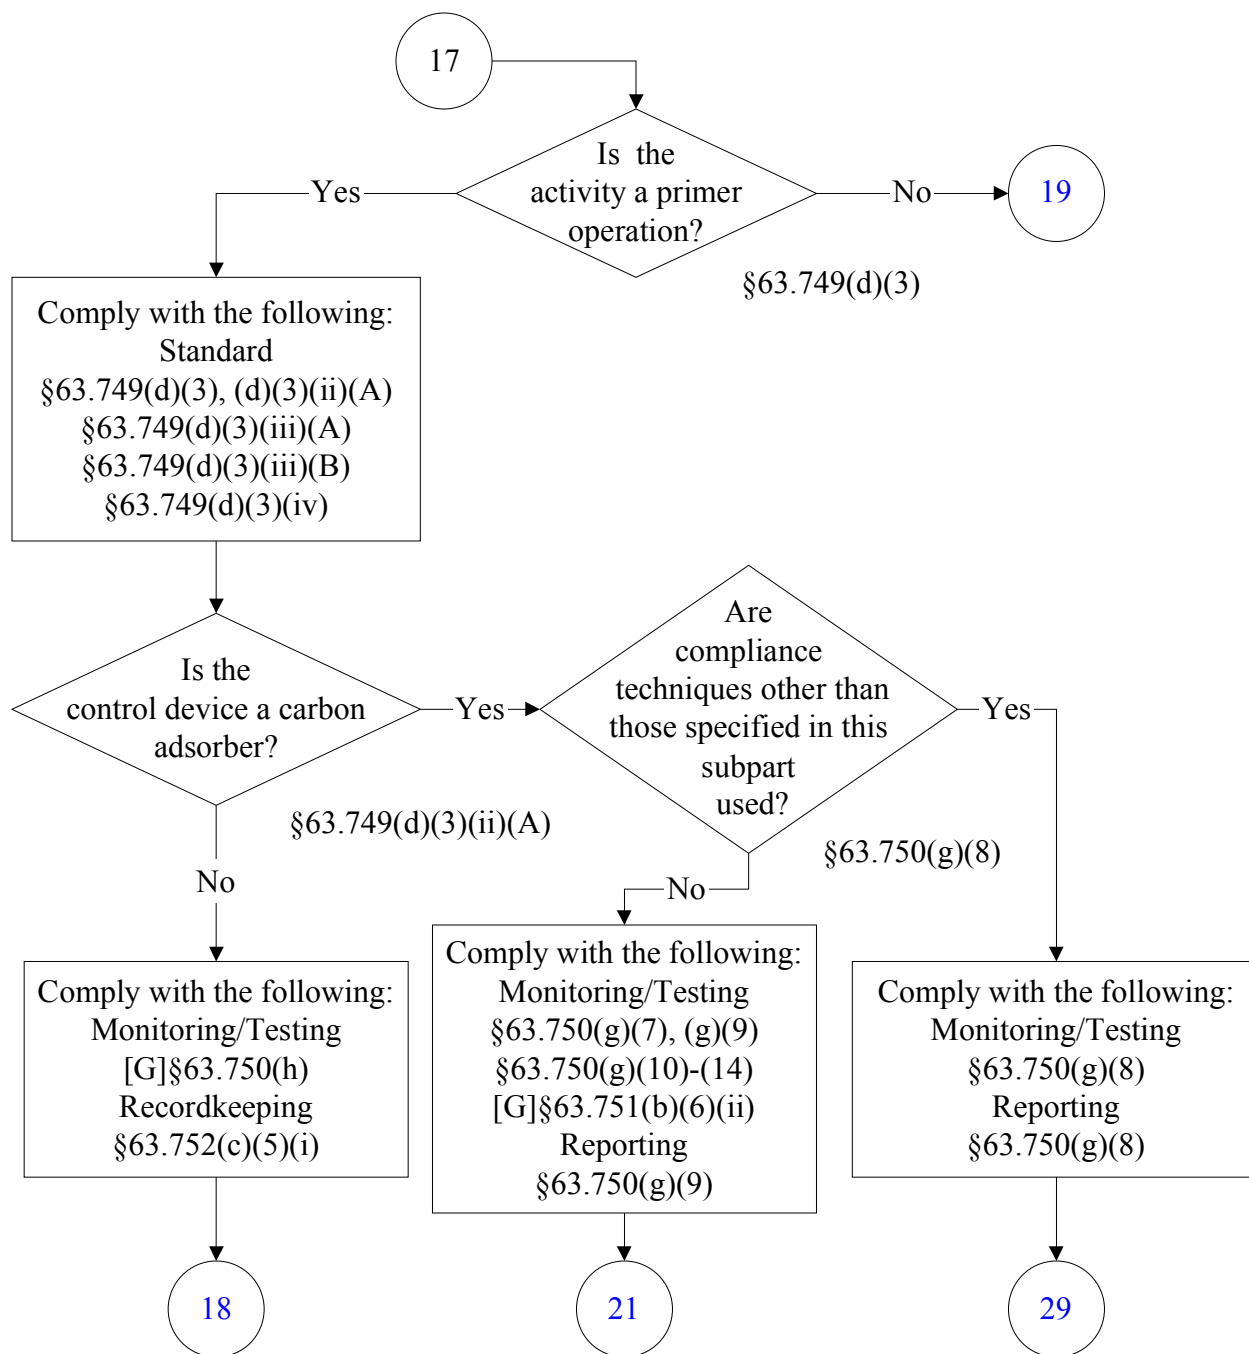 17
Is the
activity a primer
operation?
Yes
No
19
§63.749(d)(3)
Comply with the following:
Standard
§63.749(d)(3), (d)(3)(ii)(A)
§63.749(d)(3)(iii)(A)
§63.749(d)(3)(iii)(B)
§63.749(d)(3)(iv)
Is the
control device a carbon
adsorber?
Yes
§63.749(d)(3)(ii)(A)
No
Are
compliance
techniques other than
those specified in this
subpart
used?
Yes
§63.750(g)(8)
No
Comply with the following:
Monitoring/Testing
[G]§63.750(h)
Recordkeeping
§63.752(c)(5)(i)
Comply with the following:
Monitoring/Testing
§63.750(g)(7), (g)(9)
§63.750(g)(10)-(14)
[G]§63.751(b)(6)(ii)
Reporting
§63.750(g)(9)
Comply with the following:
Monitoring/Testing
§63.750(g)(8)
Reporting
§63.750(g)(8)
18
21
29